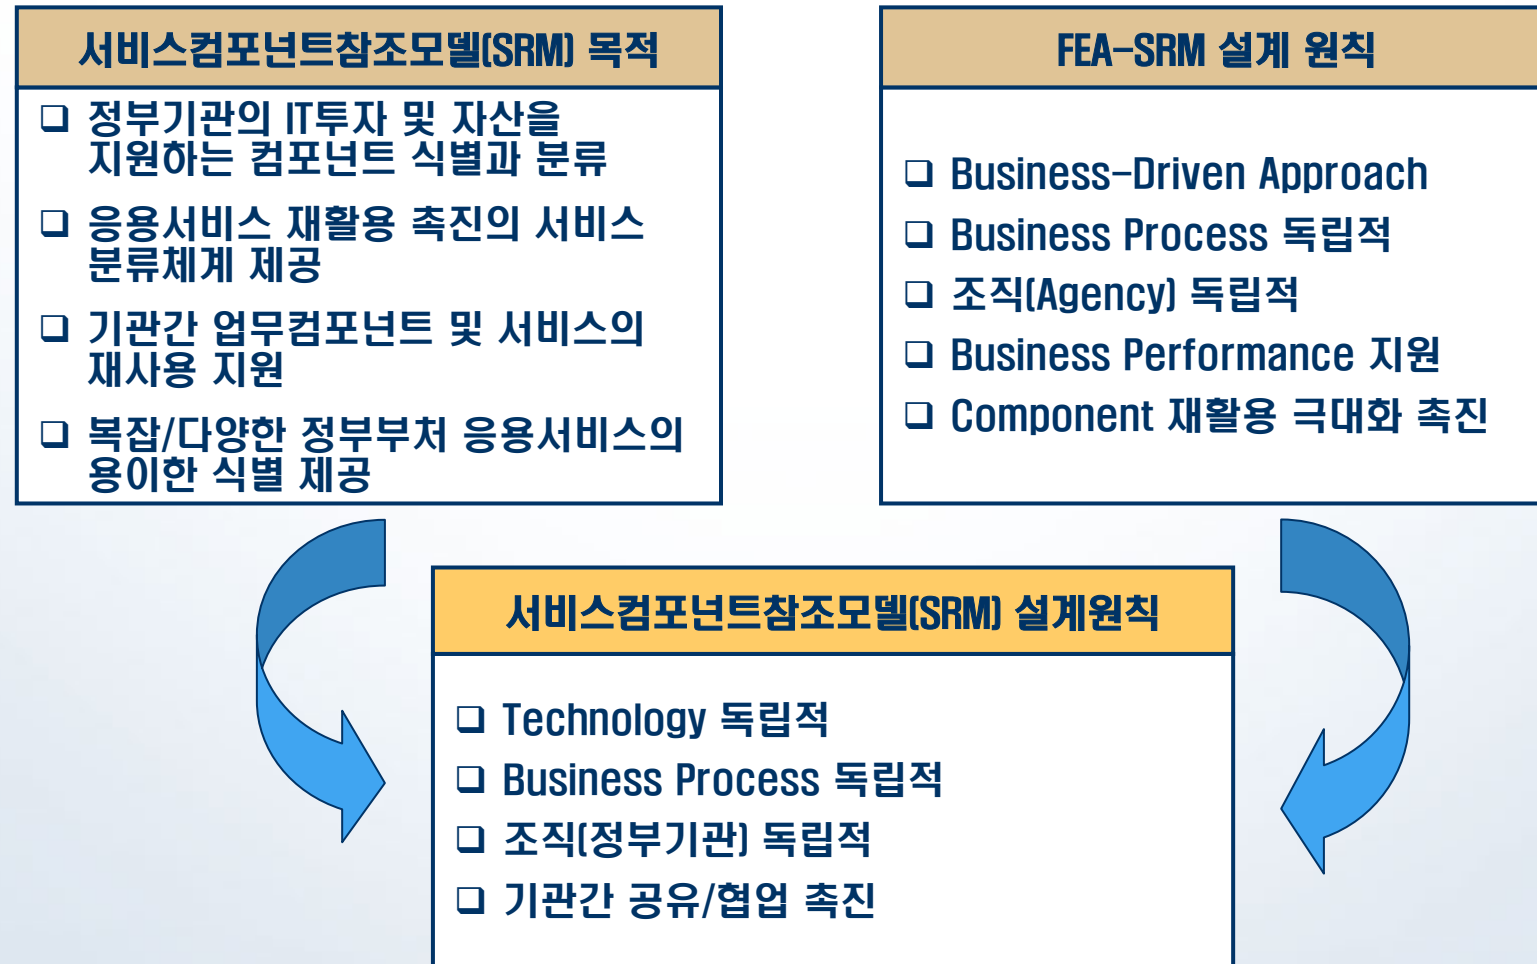 서비스컴포넌트참조모델(SRM) 목적
❑ 정부기관의 IT투자 및 자산을
지원하는 컴포넌트 식별과 분류
❑ 응용서비스 재활용 촉진의 서비스
분류체계 제공
❑ 기관간 업무컴포넌트 및 서비스의
재사용 지원
❑ 복잡/다양한 정부부처 응용서비스의
용이한 식별 제공
FEA-SRM 설계 원칙
❑ Business-Driven Approach
❑ Business Process 독립적
❑ 조직(Agency) 독립적
❑ Business Performance 지원
❑ Component 재활용 극대화 촉진
서비스컴포넌트참조모델(SRM) 설계원칙
❑ Technology 독립적
❑ Business Process 독립적
❑ 조직(정부기관) 독립적
❑ 기관간 공유/협업 촉진